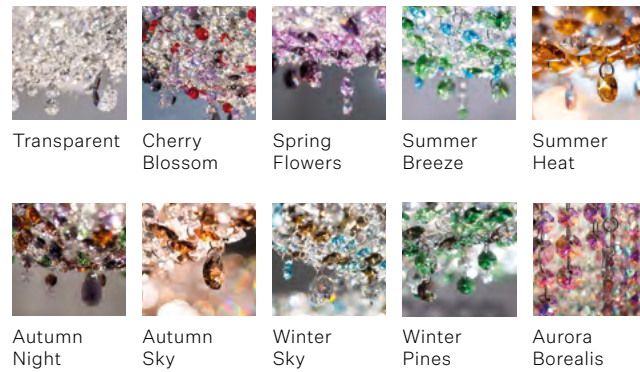 Transparent
Cherry
Blossom
Spring
Flowers
Summer
Breeze
Summer
Heat
Autumn
Night
Autumn
Sky
Winter
Sky
Winter
Pines
Aurora
Borealis